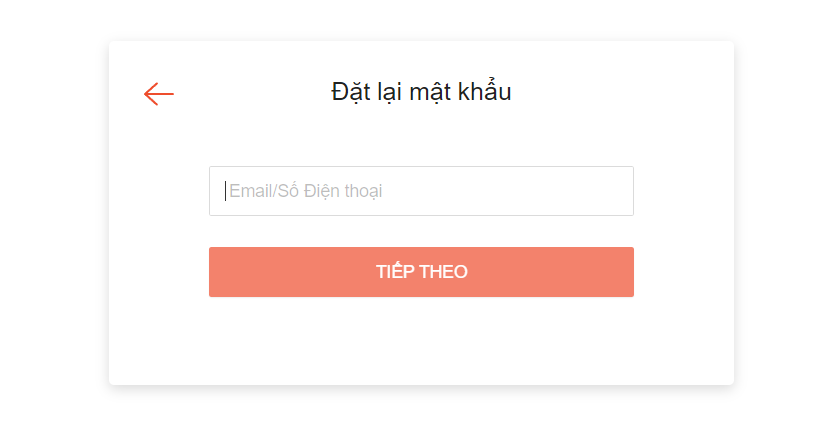 Đặt lại mật khẩu
Email/Số Điện thoại
TIẾP THEO